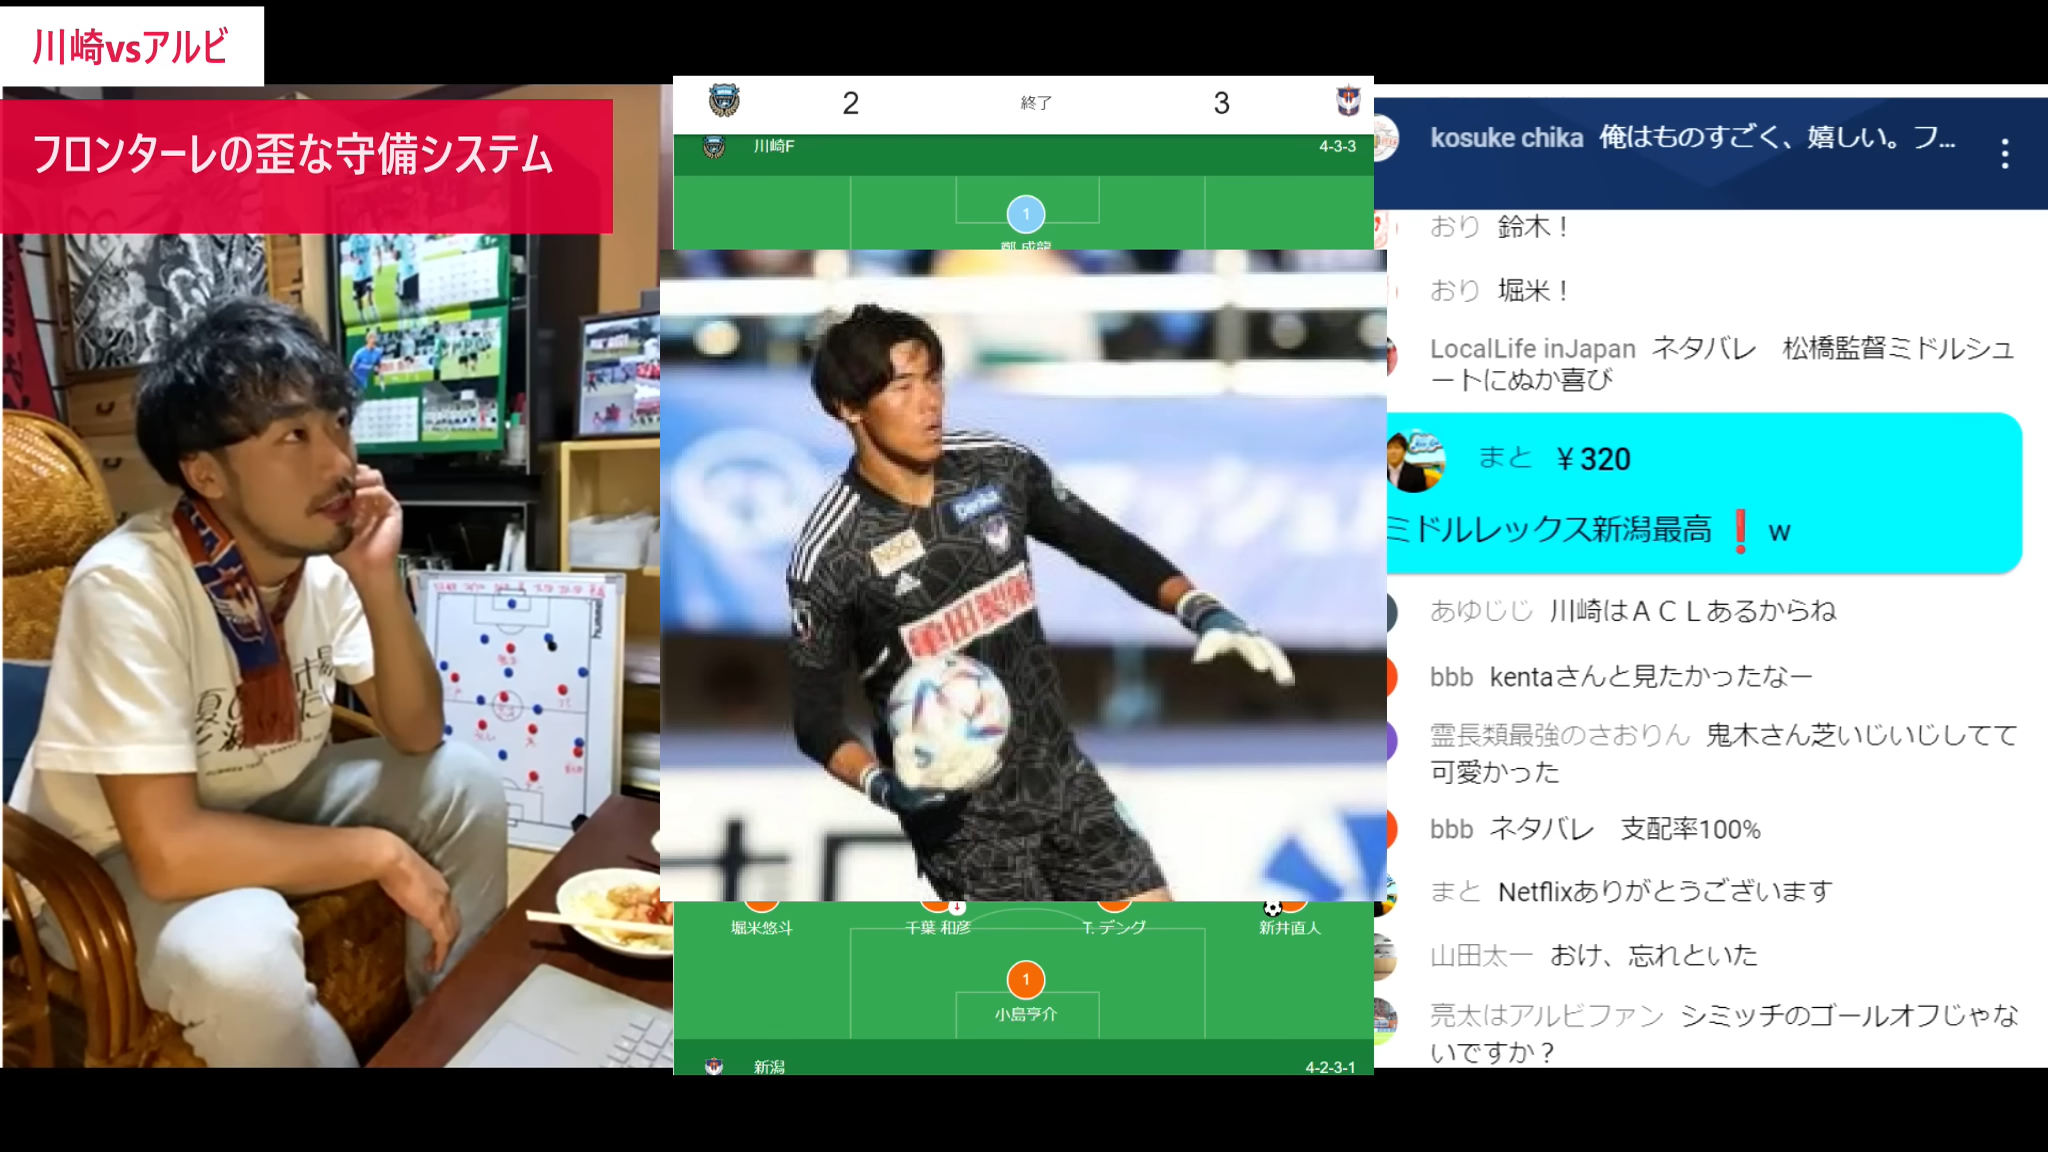 川崎vsアルビ
フロンターレの歪な守備システム
2
終了
3
川崎F
4-3-3
1
鄭 成龍
Denka
NSG
亀田製菓
堀米悠斗
千葉 和彦
T. デング
新井直人
1
小島亨介
新潟
4-2-3-1
hummel
kosuke chika 俺はものすごく、嬉しい。フ...
おり 鈴木！
おり 堀米！
LocalLife inJapan ネタバレ 松橋監督ミドルシュ
ートにぬか喜び
まと ￥320
ミドルレックス新潟最高❗w
あゆじじ 川崎はＡＣＬあるからね
bbb kentaさんと見たかったなー
霊長類最強のさおりん 鬼木さん芝いじいじしてて
可愛かった
bbb ネタバレ 支配率100%
まと Netflixありがとうございます
山田太一 おけ、忘れといた
亮太はアルビファン シミッチのゴールオフじゃな
いですか？